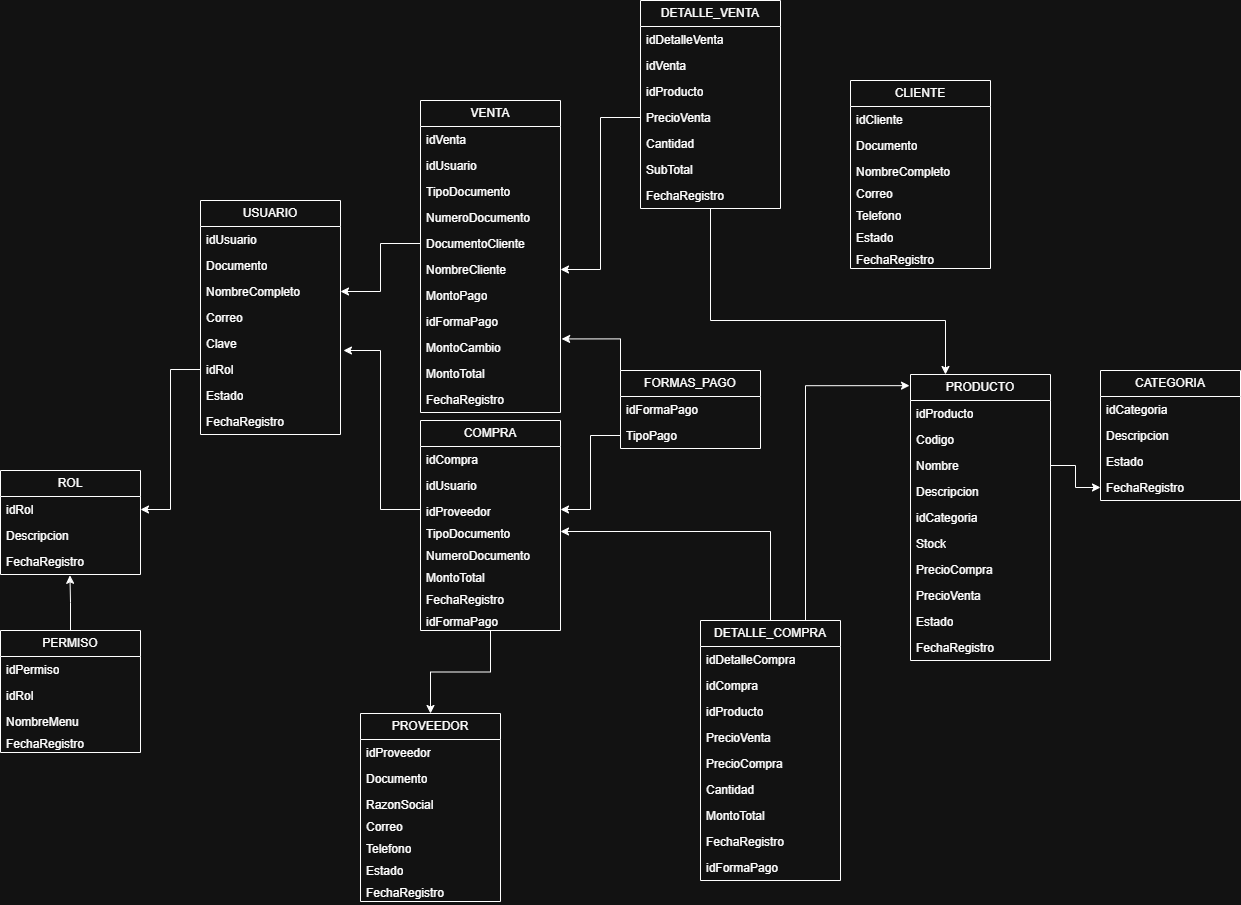 DETALLE_VENTA
idDetalleVenta
idVenta
idProducto
PrecioVenta
Cantidad
SubTotal
FechaRegistro
CLIENTE
idCliente
Documento
NombreCompleto
Correo
Telefono
Estado
FechaRegistro
VENTA
idVenta
idUsuario
TipoDocumento
NumeroDocumento
DocumentoCliente
NombreCliente
MontoPago
idFormaPago
MontoCambio
MontoTotal
FechaRegistro
USUARIO
idUsuario
Documento
NombreCompleto
Correo
Clave
idRol
Estado
FechaRegistro
FORMAS_PAGO
idFormaPago
TipoPago
PRODUCTO
idProducto
Codigo
Nombre
Descripcion
idCategoria
Stock
PrecioCompra
PrecioVenta
Estado
FechaRegistro
CATEGORIA
idCategoria
Descripcion
Estado
FechaRegistro
COMPRA
idCompra
idUsuario
idProveedor
TipoDocumento
NumeroDocumento
MontoTotal
FechaRegistro
idFormaPago
ROL
idRol
Descripcion
FechaRegistro
PERMISO
idPermiso
idRol
NombreMenu
FechaRegistro
DETALLE_COMPRA
idDetalleCompra
idCompra
idProducto
PrecioVenta
PrecioCompra
Cantidad
MontoTotal
FechaRegistro
idFormaPago
PROVEEDOR
idProveedor
Documento
RazonSocial
Correo
Telefono
Estado
FechaRegistro